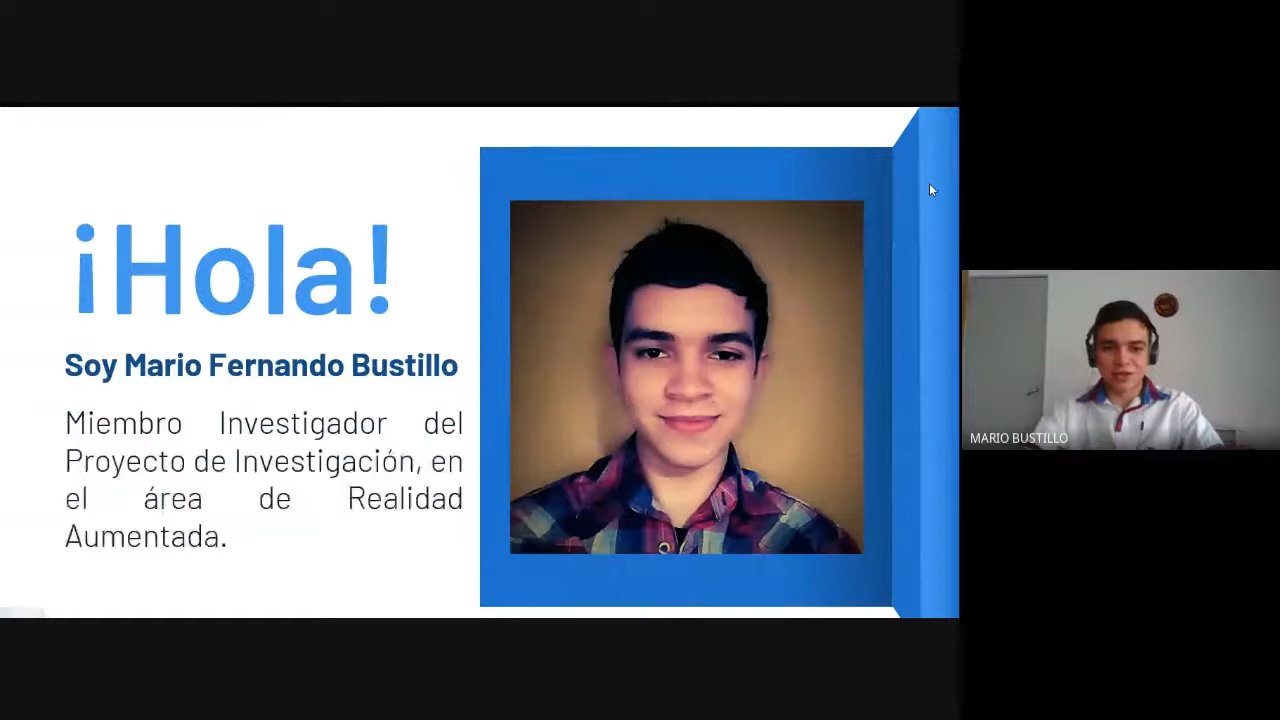 ¡Hola!
Soy Mario Fernando Bustillo
Miembro Investigador del
Proyecto de Investigación, en
el área de Realidad
Aumentada.
MARIO BUSTILLO